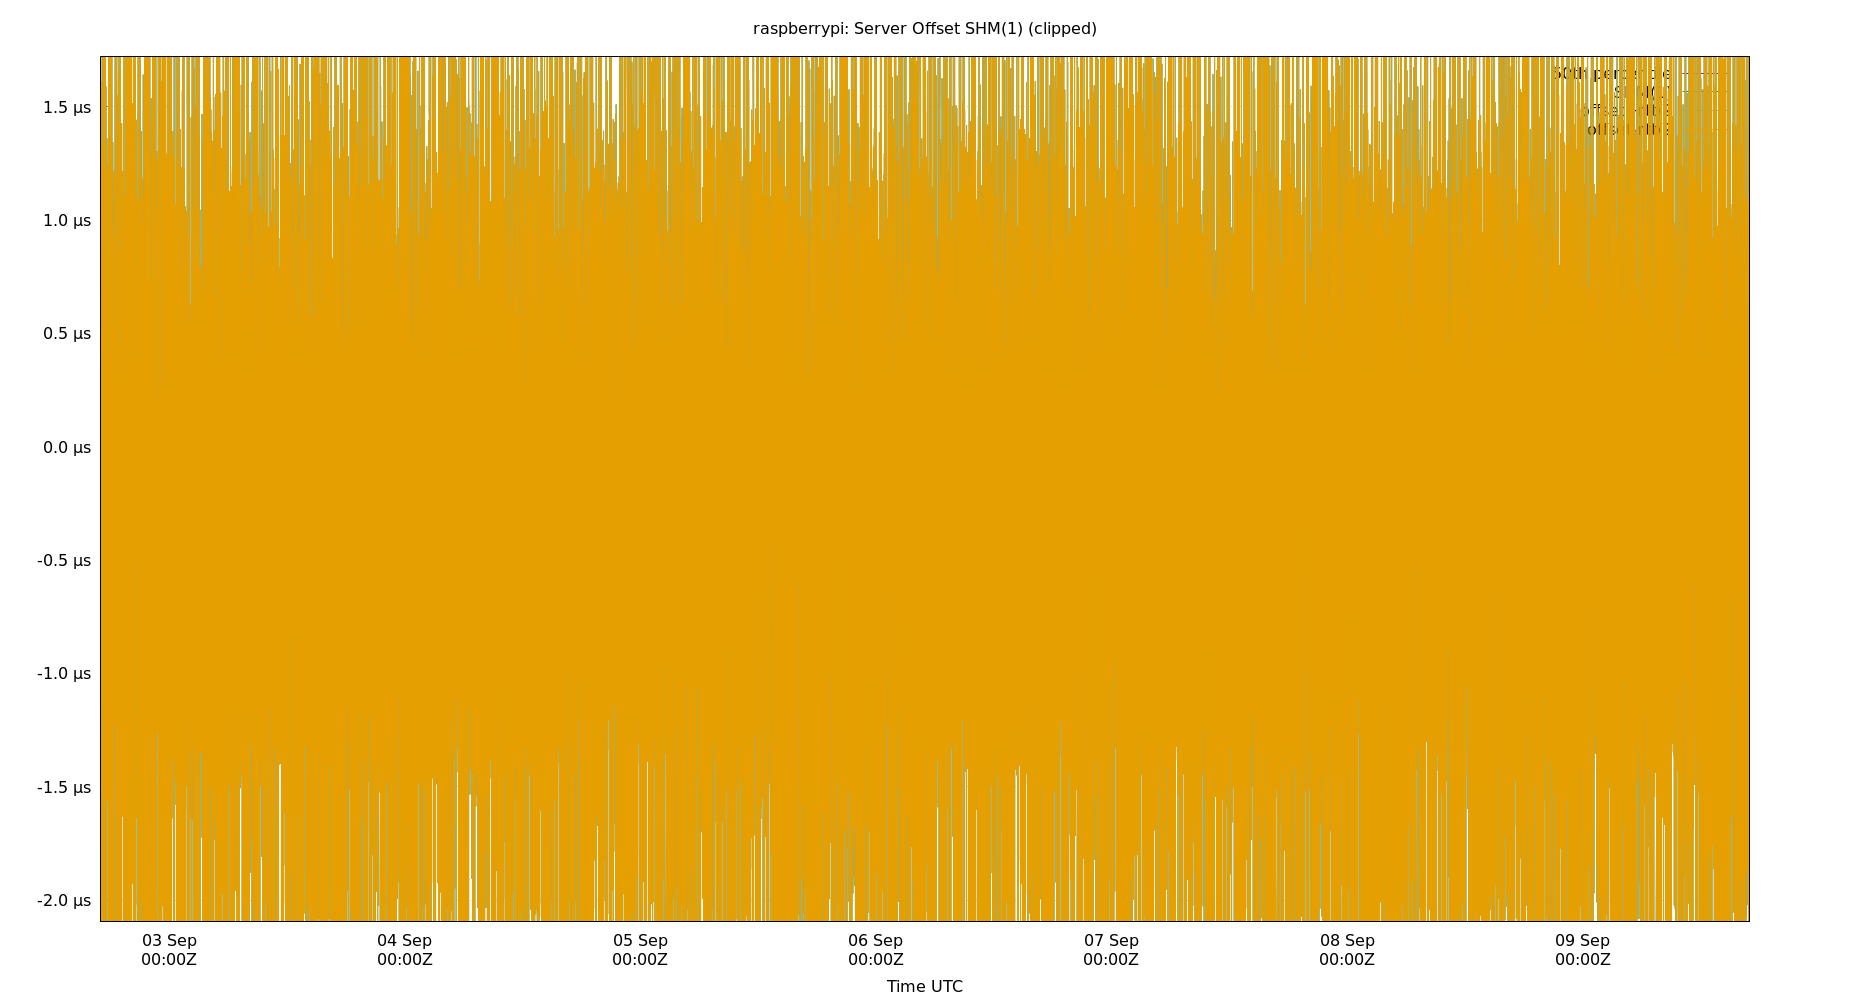 raspberrypi: Server Offset SHM(1) (clipped)
1.5 µs
1.0 µs
0.5 µs
0.0 µs
-0.5 µs
-1.0 µs
-1.5 µs
-2.0 µs
03 Sep 04 Sep 05 Sep 06 Sep 07 Sep 08 Sep 09 Sep
00:00Z 00:00Z 00:00Z 00:00Z 00:00Z 00:00Z 00:00Z
Time UTC